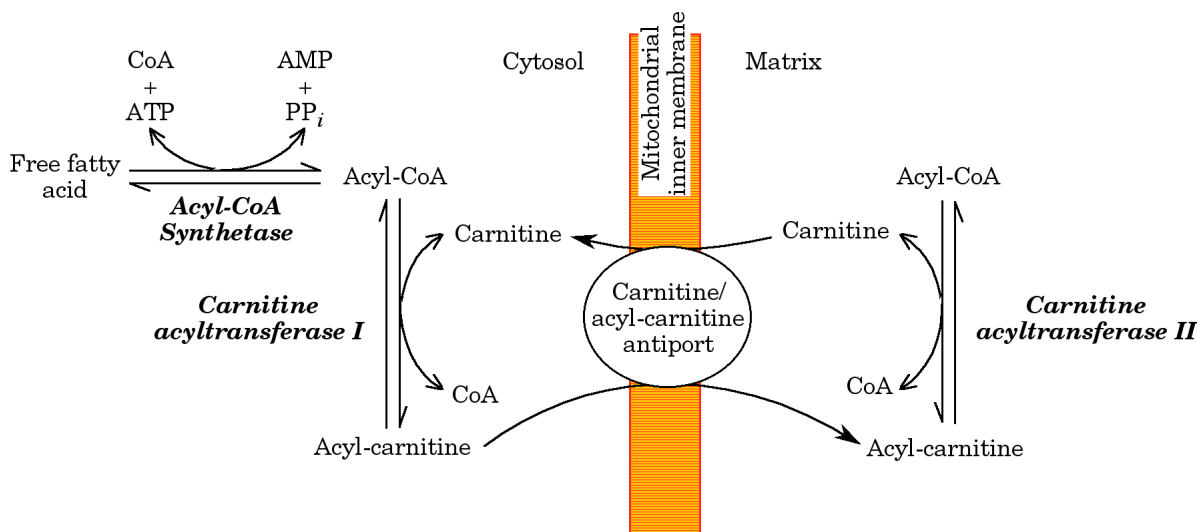 CoA
+
ATP
AMP
+
PPi
Cytosol
Mitochondrial
inner membrane
Matrix
Free fatty
acid
Acyl-CoA
Synthetase
Acyl-CoA
Acyl-CoA
Carnitine
Carnitine
Carnitine
acyltransferase I
Carnitine/
acyl-carnitine
antiport
Carnitine
acyltransferase II
CoA
CoA
Acyl-carnitine
Acyl-carnitine